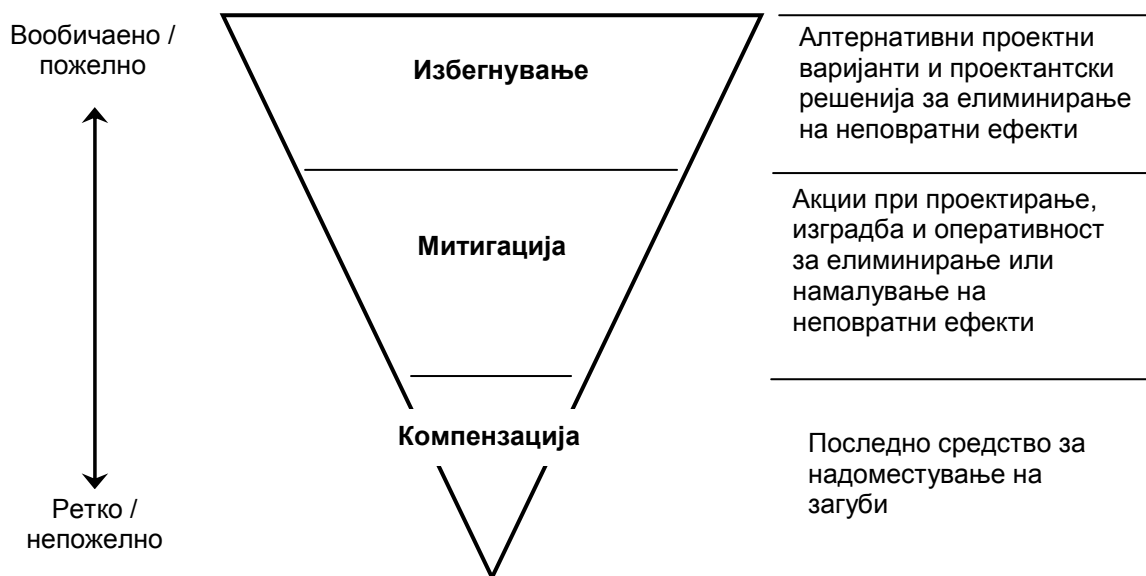 Вообичаено /
пожелно
Избегнување
Алтернативни проектни
варијанти и проектантски
решенија за елиминирање
на неповратни ефекти
Митигација
Акции при проектирање,
изградба и оперативност
за елиминирање или
намалување на
неповратни ефекти
Компензација
Последно средство за
надоместување на
загуби
Ретко /
непожелно